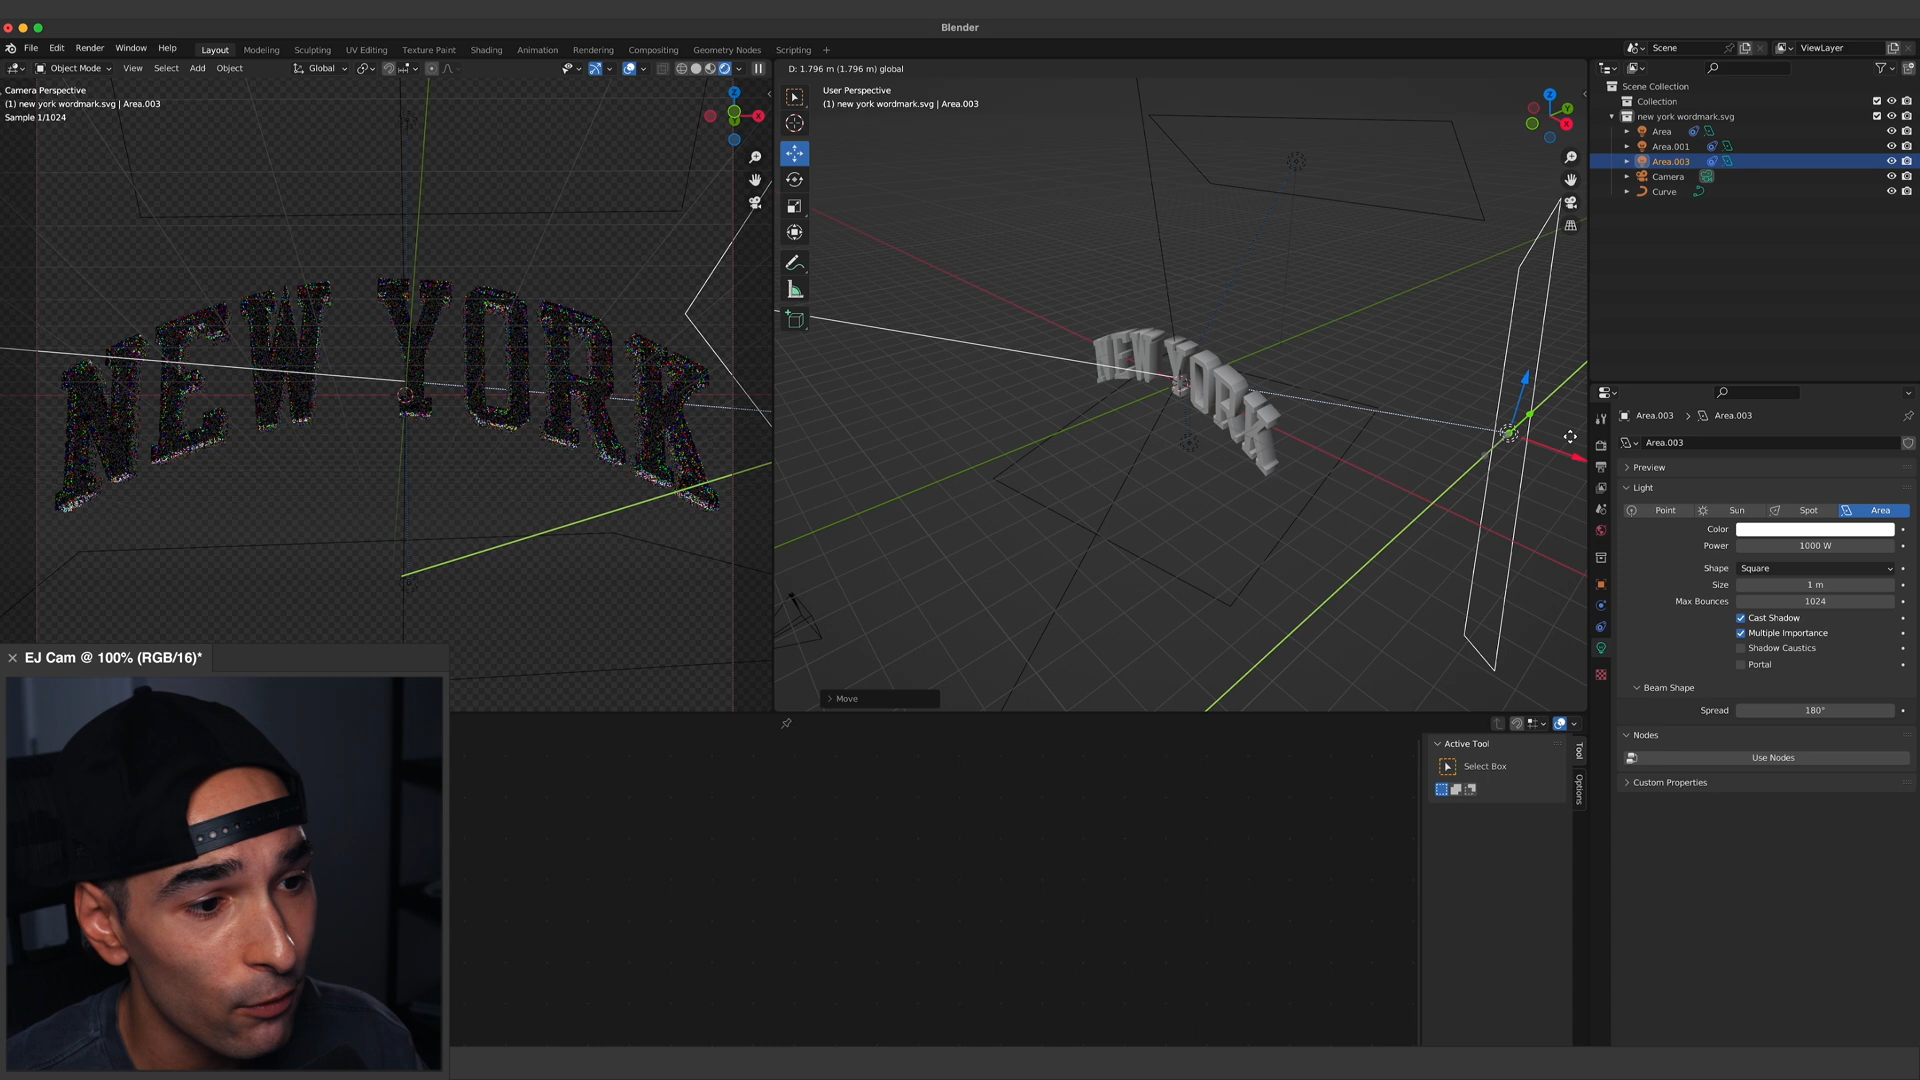 Blender
File Edit Render Window Help
Layout Modeling Sculpting UV Editing Texture Paint Shading Animation Rendering Compositing Geometry Nodes Scripting +
Scene
ViewLayer
Object Mode View Select Add Object
Global
D: 1.796 m (1.796 m) global
Camera Perspective
(1) new york wordmark.svg | Area.003
Sample 1/1024
User Perspective
(1) new york wordmark.svg | Area.003
Z
Y
X
Z
Y
X
NEW YORK
NEW YORK
Move
Scene Collection
Collection
new york wordmark.svg
Area
Area.001
Area.003
Camera
Curve
Area.003 > Area.003
Area.003
Preview
Light
Point Sun Spot Area
Color
Power 1000 W
Shape Square
Size 1 m
Max Bounces 1024
Cast Shadow
Multiple Importance
Shadow Caustics
Portal
Beam Shape
Spread 180°
Nodes
Use Nodes
Custom Properties
Active Tool
Select Box
Tool
Options
EJ Cam @ 100% (RGB/16)*